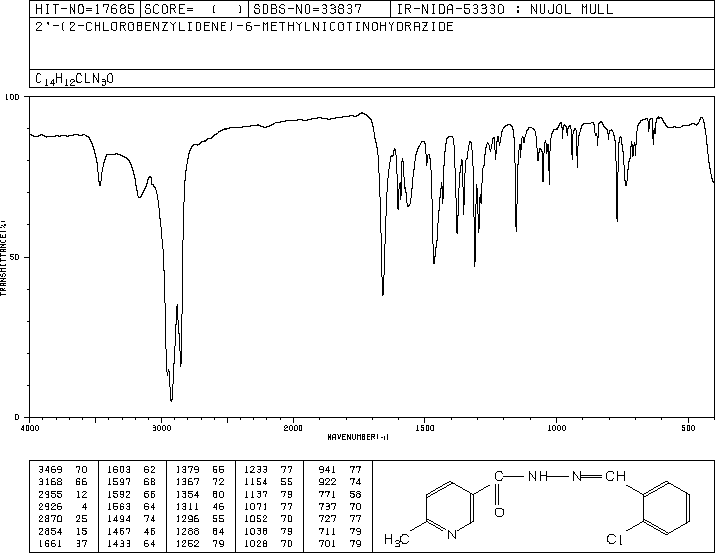 HIT-NO=17685 SCORE= ( ) SDBS-NO=33837 IR-NIDA-53330 : NUJOL MULL
2'-(2-CHLOROBENZYLIDENE)-6-METHYLNICOTINOHYDRAZIDE
C14H12CLN3O
100
50
0
TRANSMITTANCE(%)
4000 3000 2000 1500 1000 500
WAVENUMBER(-1)
3469 70 1603 62 1379 55 1233 77 941 77
3168 66 1597 68 1367 72 1154 55 922 74
2955 12 1592 66 1354 80 1137 79 771 58
2926 4 1563 64 1311 46 1071 77 737 70
2870 25 1494 74 1296 55 1052 70 727 77
2854 15 1467 46 1288 84 1038 79 711 79
1661 37 1433 64 1252 79 1028 70 701 79
C NH N CH
O
N
H3C
Cl